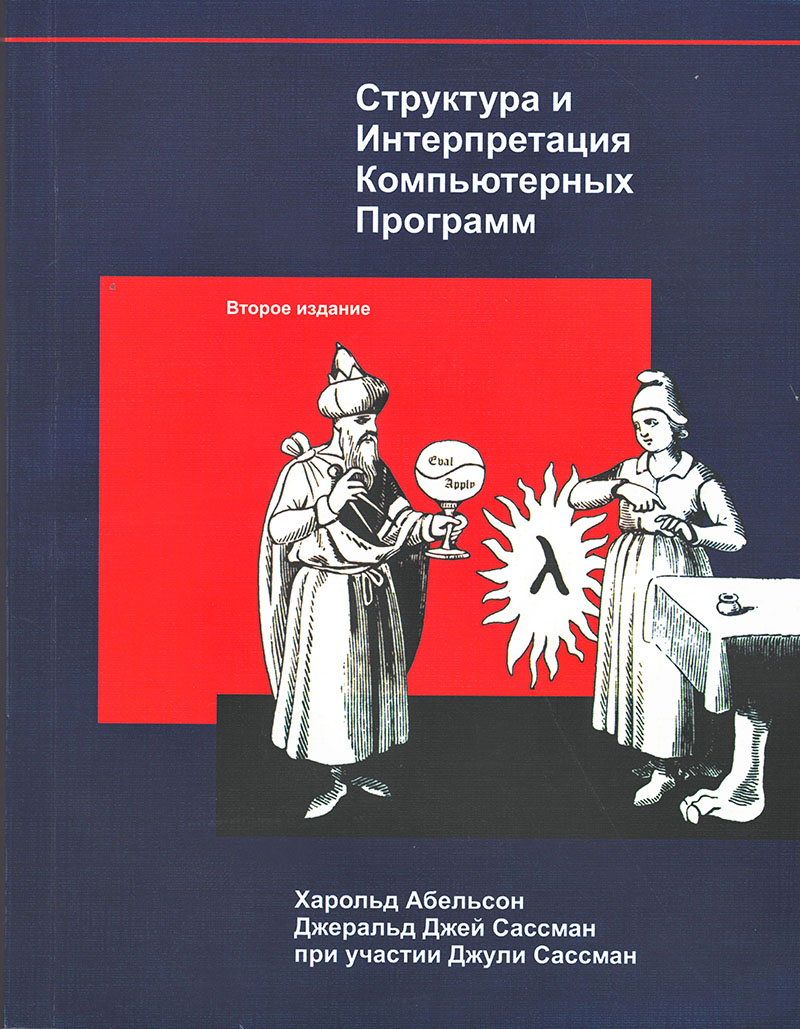 Структура и
Интерпретация
Компьютерных
Программ
Второе издание
Eval
Apply
λ
Харольд Абельсон
Джеральд Джей Сассман
при участии Джули Сассман